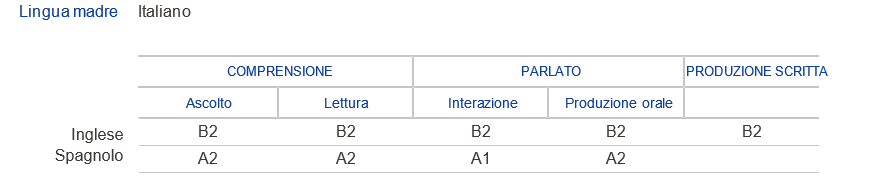 Lingua madre Italiano
COMPRENSIONE PARLATO PRODUZIONE SCRITTA
Ascolto Lettura Interazione Produzione orale
Inglese B2 B2 B2 B2 B2
Spagnolo A2 A2 A1 A2